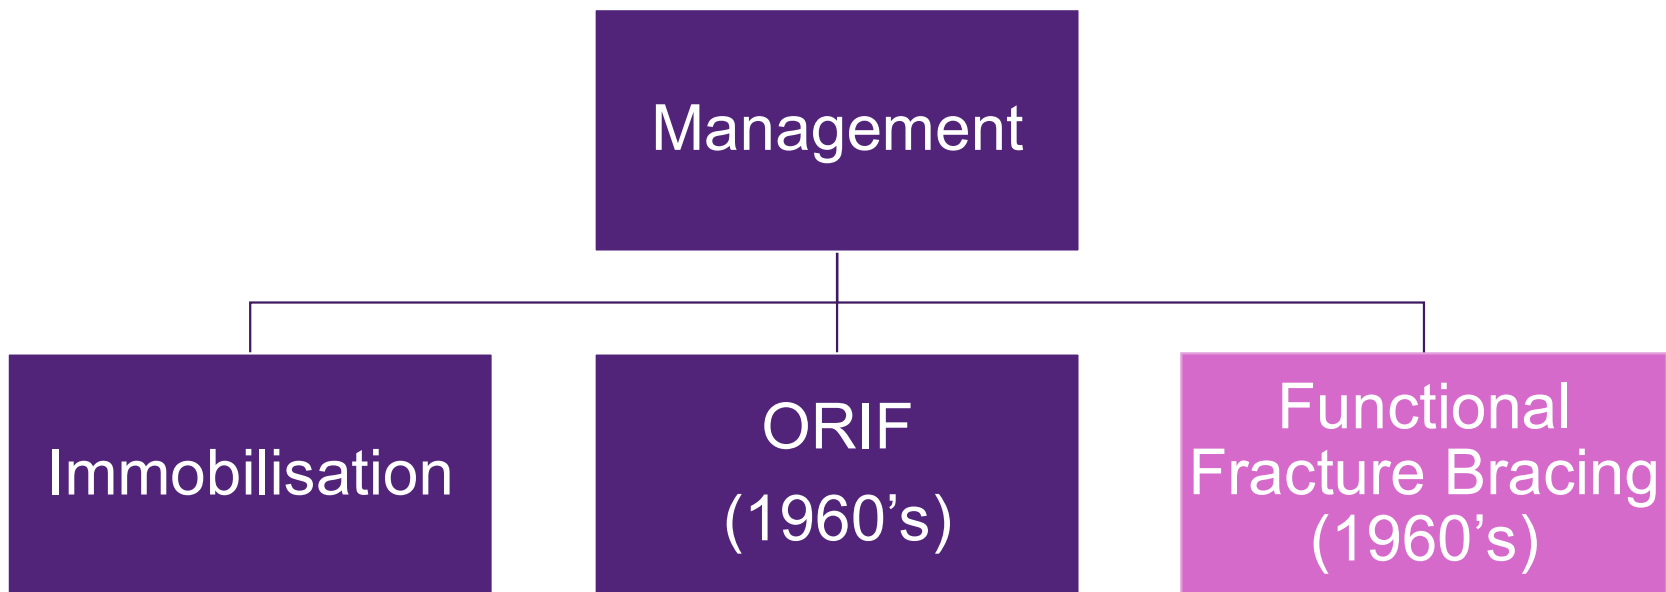 Management
Immobilisation
ORIF
(1960’s)
Functional
Fracture Bracing
(1960’s)